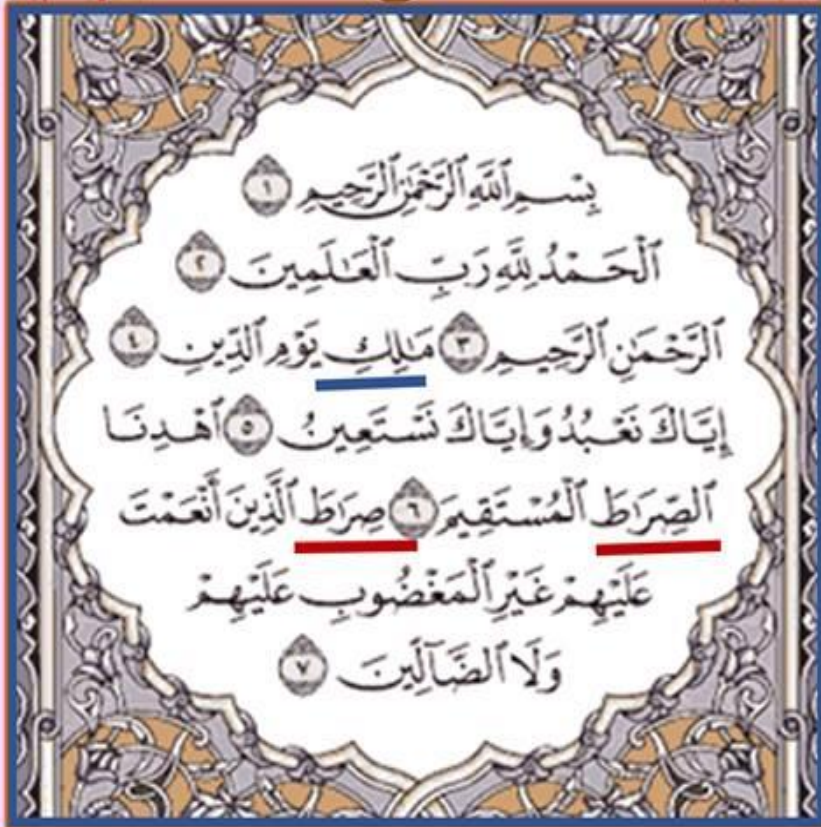 بِسْمِ ٱللَّهِ ٱلرَّحْمَٰنِ ٱلرَّحِيمِ ١
ٱلْحَمْدُ لِلَّهِ رَبِّ ٱلْعَٰلَمِينَ ٢
ٱلرَّحْمَٰنِ ٱلرَّحِيمِ ٣ مَٰلِكِ يَوْمِ ٱلدِّينِ ٤
إِيَّاكَ نَعْبُدُ وَإِيَّاكَ نَسْتَعِينُ ٥ ٱهْدِنَا
ٱلصِّرَٰطَ ٱلْمُسْتَقِيمَ ٦ صِرَٰطَ ٱلَّذِينَ أَنْعَمْتَ
عَلَيْهِمْ غَيْرِ ٱلْمَغْضُوبِ عَلَيْهِمْ
وَلَا ٱلضَّآلِّينَ ٧